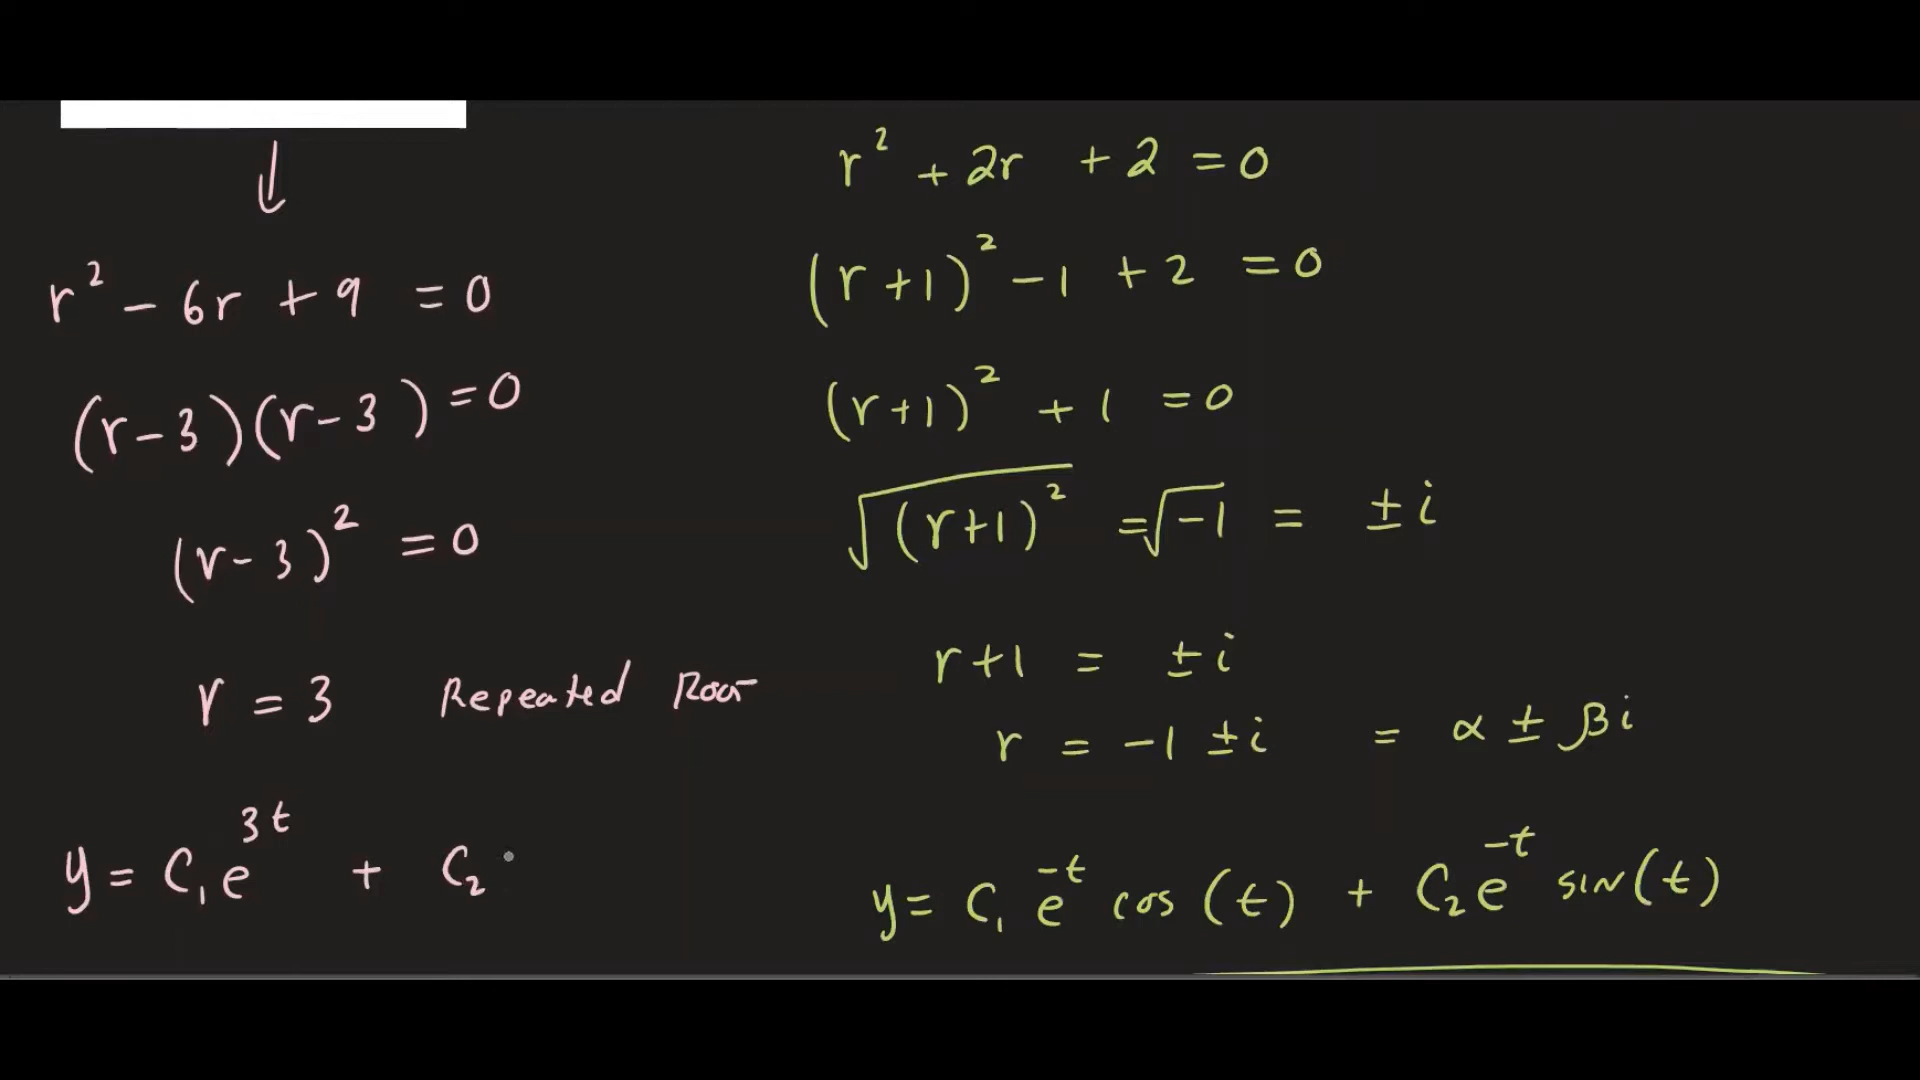 r² - 6r + 9 = 0
(r-3)(r-3) = 0
(r-3)² = 0
r = 3 Repeated Root
y = C₁e^{3t} + C₂
r² + 2r + 2 = 0
(r+1)² - 1 + 2 = 0
(r+1)² + 1 = 0
√(r+1)² = √-1 = ±i
r+1 = ±i
r = -1 ±i = α ± βi
y = C₁ e^{-t} cos(t) + C₂e^{-t} sin(t)